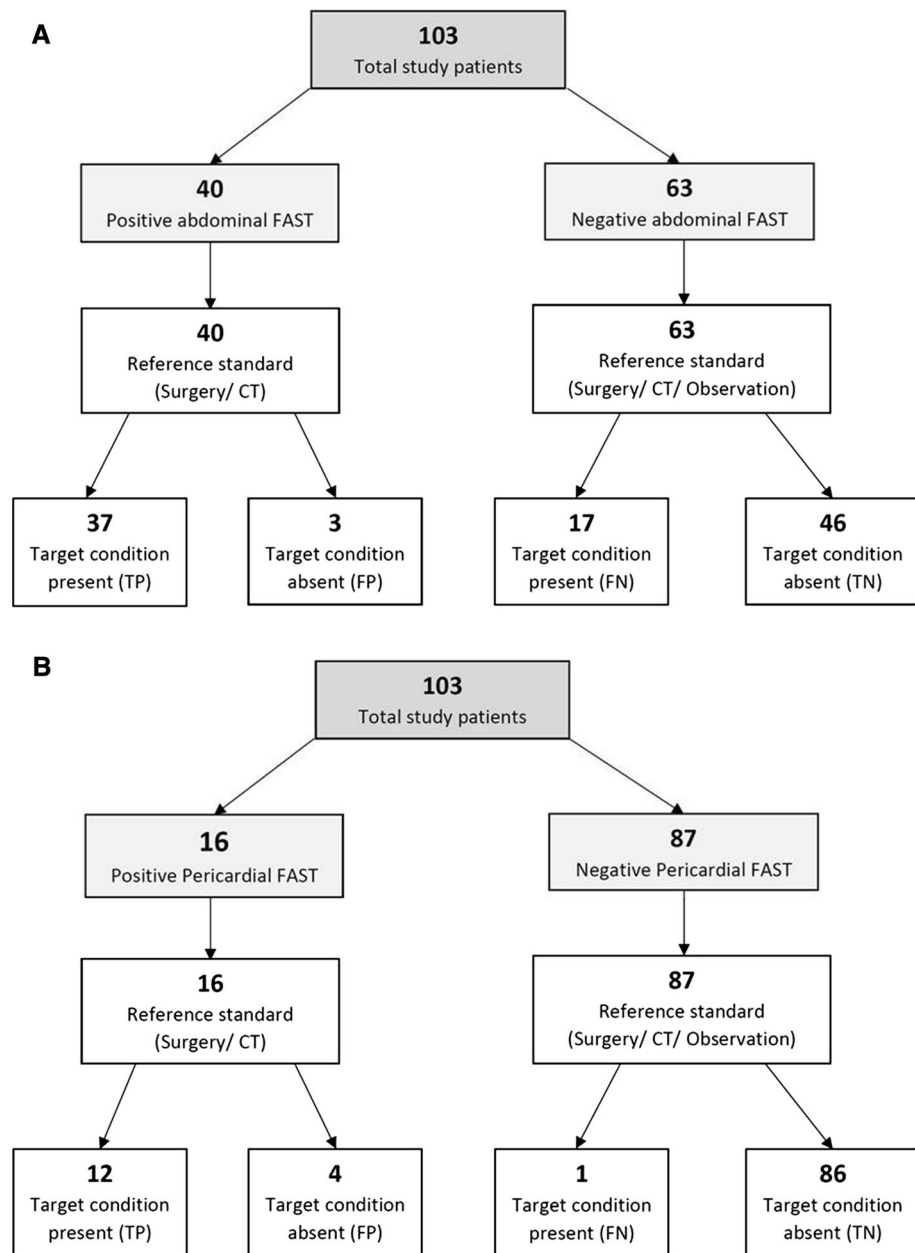 A
103
Total study patients
40
Positive abdominal FAST
63
Negative abdominal FAST
40
Reference standard
(Surgery/ CT)
63
Reference standard
(Surgery/ CT/ Observation)
37
Target condition
present (TP)
3
Target condition
absent (FP)
17
Target condition
present (FN)
46
Target condition
absent (TN)
B
103
Total study patients
16
Positive Pericardial FAST
87
Negative Pericardial FAST
16
Reference standard
(Surgery/ CT)
87
Reference standard
(Surgery/ CT/ Observation)
12
Target condition
present (TP)
4
Target condition
absent (FP)
1
Target condition
present (FN)
86
Target condition
absent (TN)